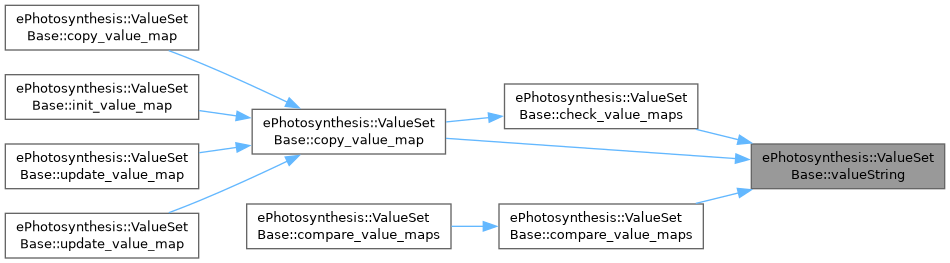 ePhotosynthesis::ValueSet
Base::copy_value_map
ePhotosynthesis::ValueSet
Base::init_value_map
ePhotosynthesis::ValueSet
Base::update_value_map
ePhotosynthesis::ValueSet
Base::update_value_map
ePhotosynthesis::ValueSet
Base::copy_value_map
ePhotosynthesis::ValueSet
Base::compare_value_maps
ePhotosynthesis::ValueSet
Base::check_value_maps
ePhotosynthesis::ValueSet
Base::compare_value_maps
ePhotosynthesis::ValueSet
Base::valueString